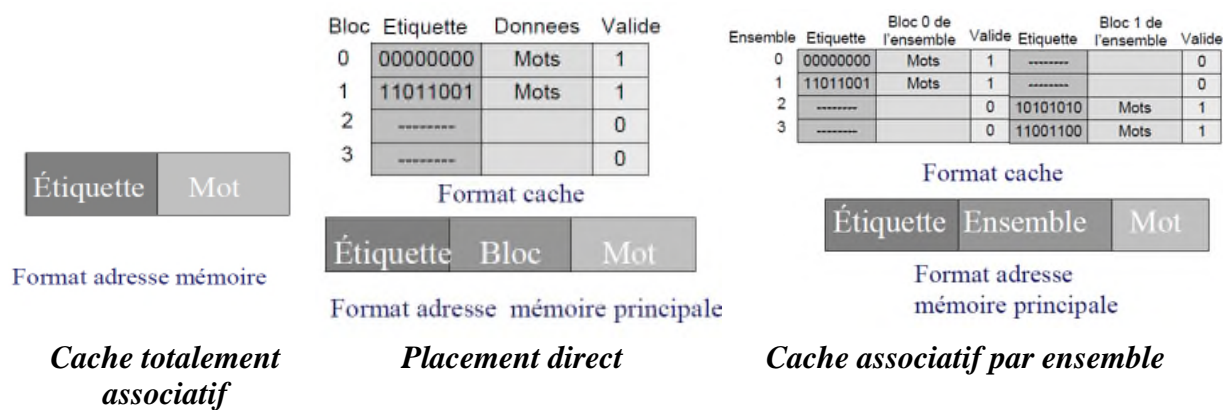 Étiquette Mot
Format adresse mémoire
Cache totalement
associatif
Bloc Etiquette Donnees Valide
0 00000000 Mots 1
1 11011001 Mots 1
2 -------- 0
3 -------- 0
Format cache
Étiquette Bloc Mot
Format adresse mémoire principale
Placement direct
Ensemble Etiquette Bloc 0 de l'ensemble Valide Etiquette Bloc 1 de l'ensemble Valide
0 00000000 Mots 1 -------- 0
1 11011001 Mots 1 -------- 0
2 -------- 0 10101010 Mots 1
3 -------- 0 11001100 Mots 1
Format cache
Étiquette Ensemble Mot
Format adresse
mémoire principale
Cache associatif par ensemble